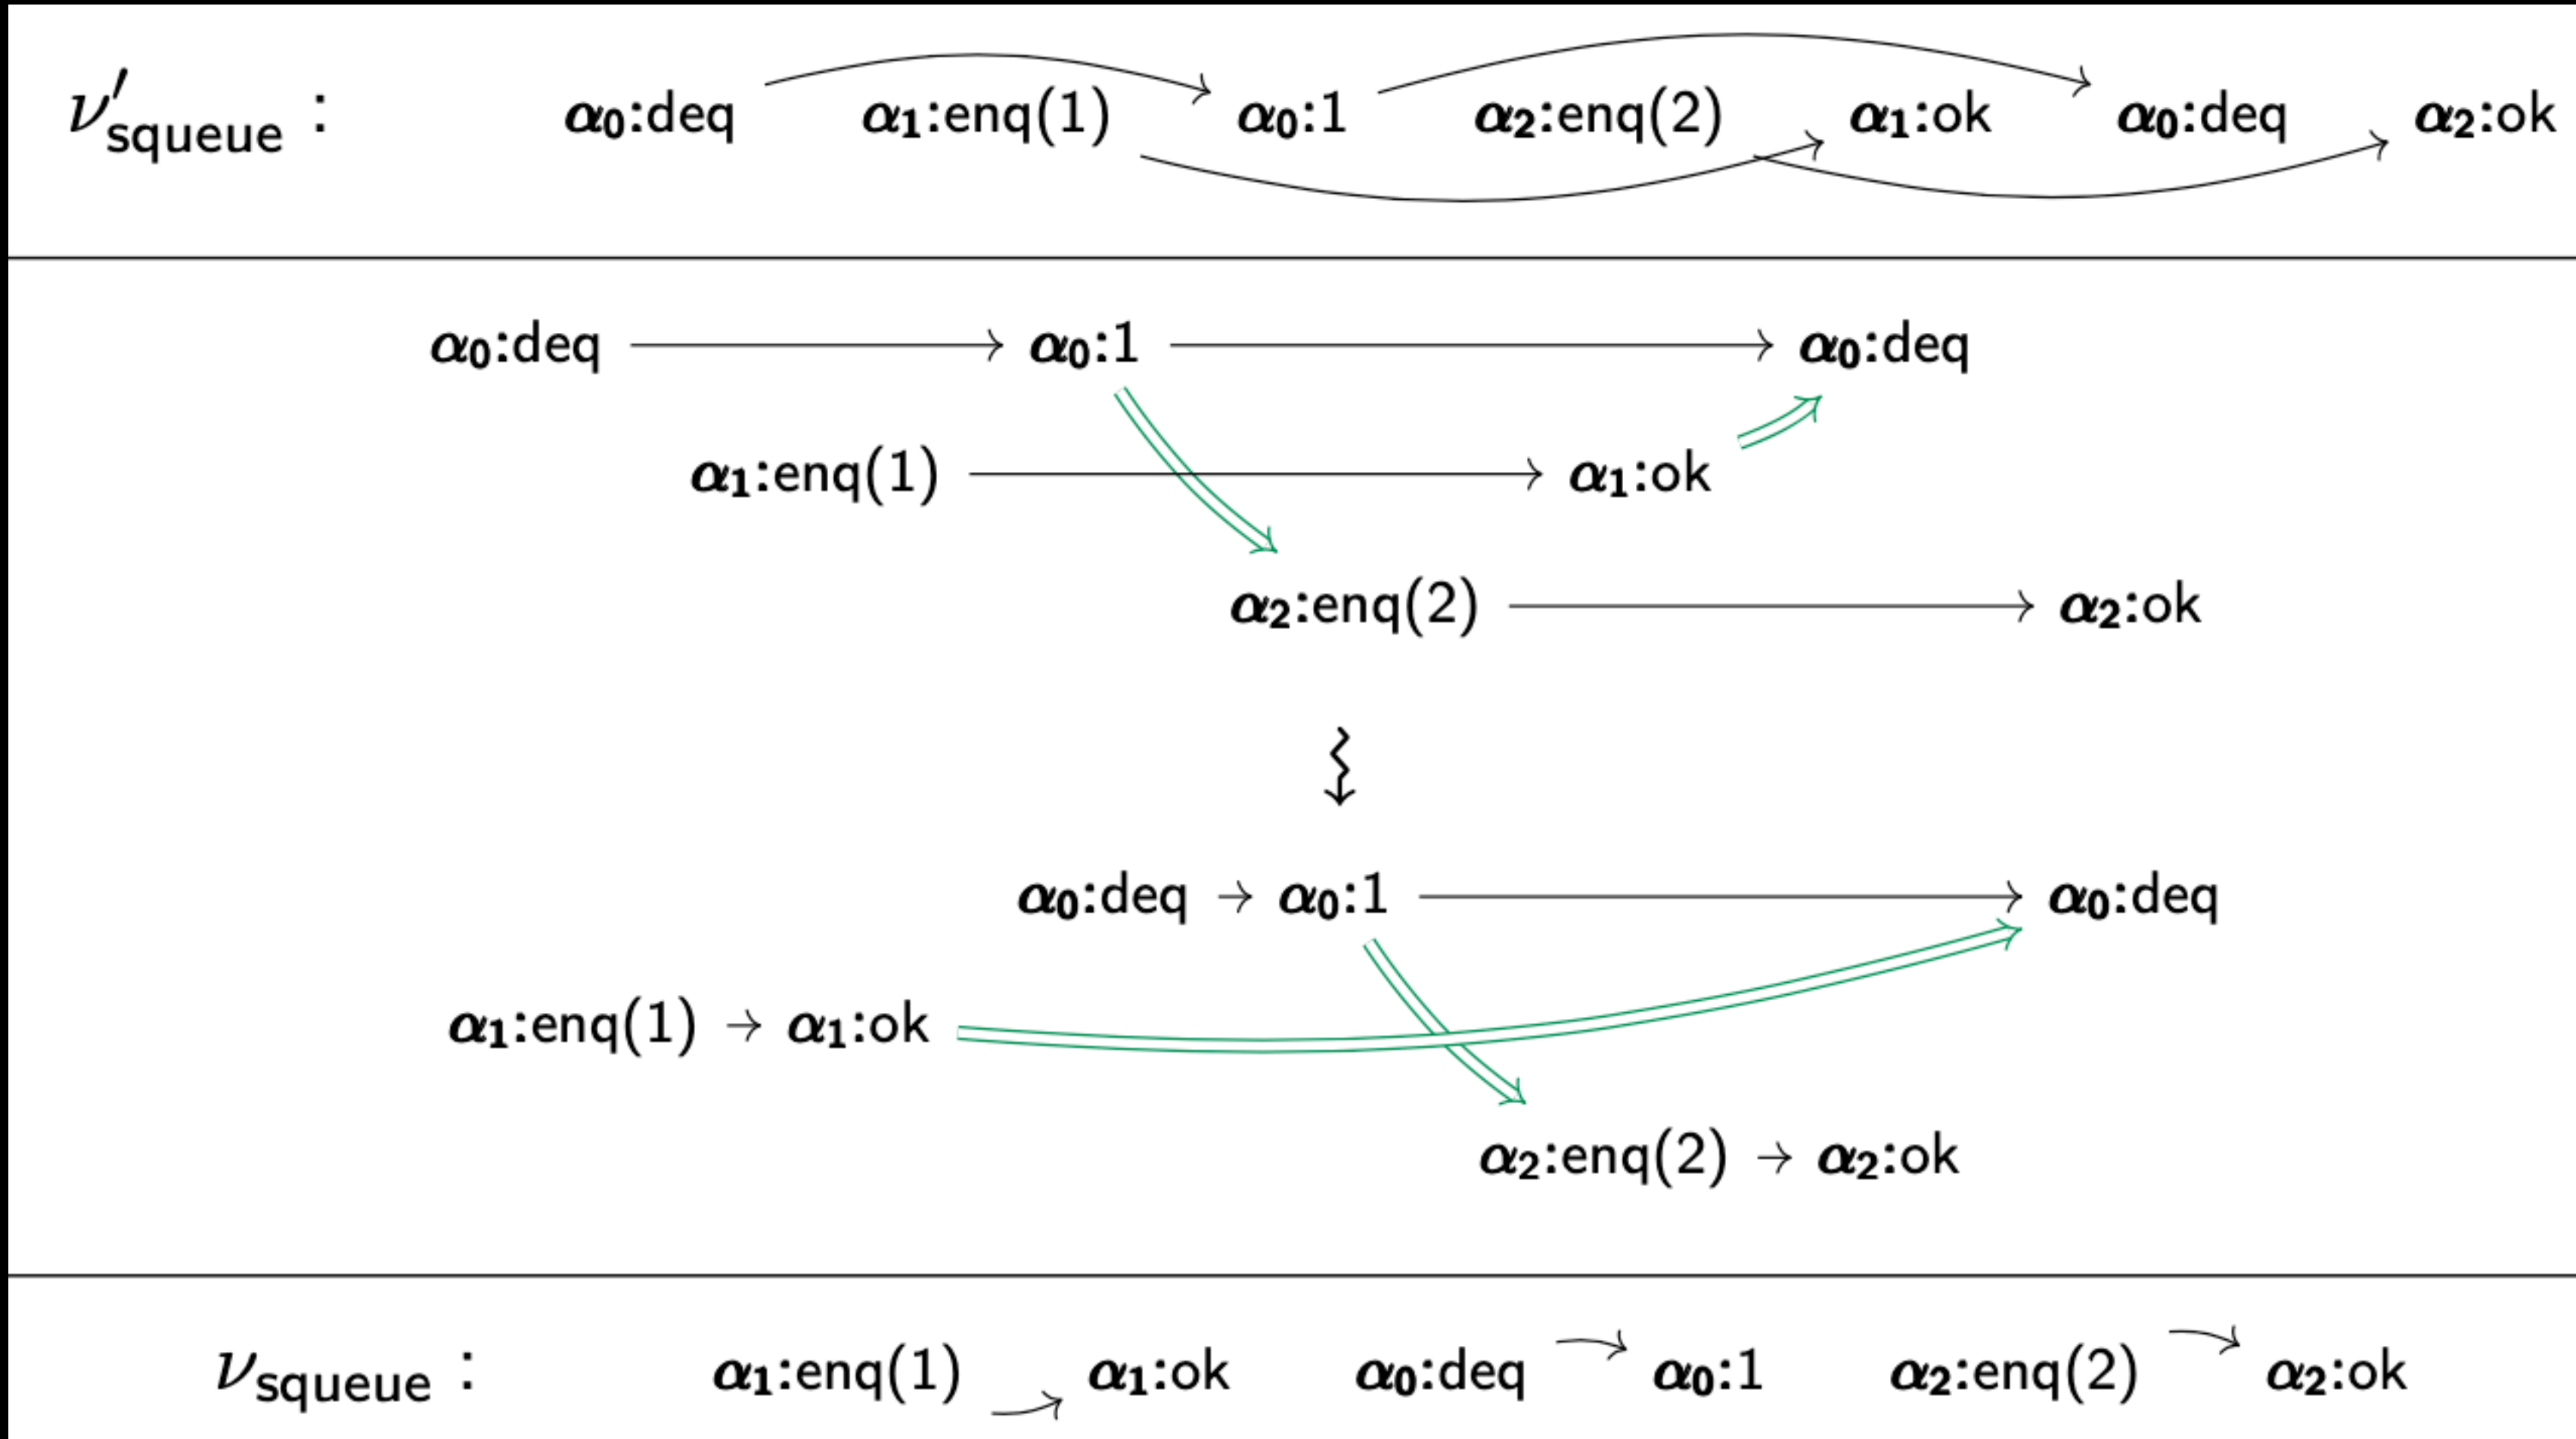 ν′squeue : α0:deq α1:enq(1) α0:1 α2:enq(2) α1:ok α0:deq α2:ok
α0:deq α0:1 α0:deq
α1:enq(1) α1:ok
α2:enq(2) α2:ok
α0:deq → α0:1 α0:deq
α1:enq(1) → α1:ok
α2:enq(2) → α2:ok
νsqueue : α1:enq(1) α1:ok α0:deq α0:1 α2:enq(2) α2:ok